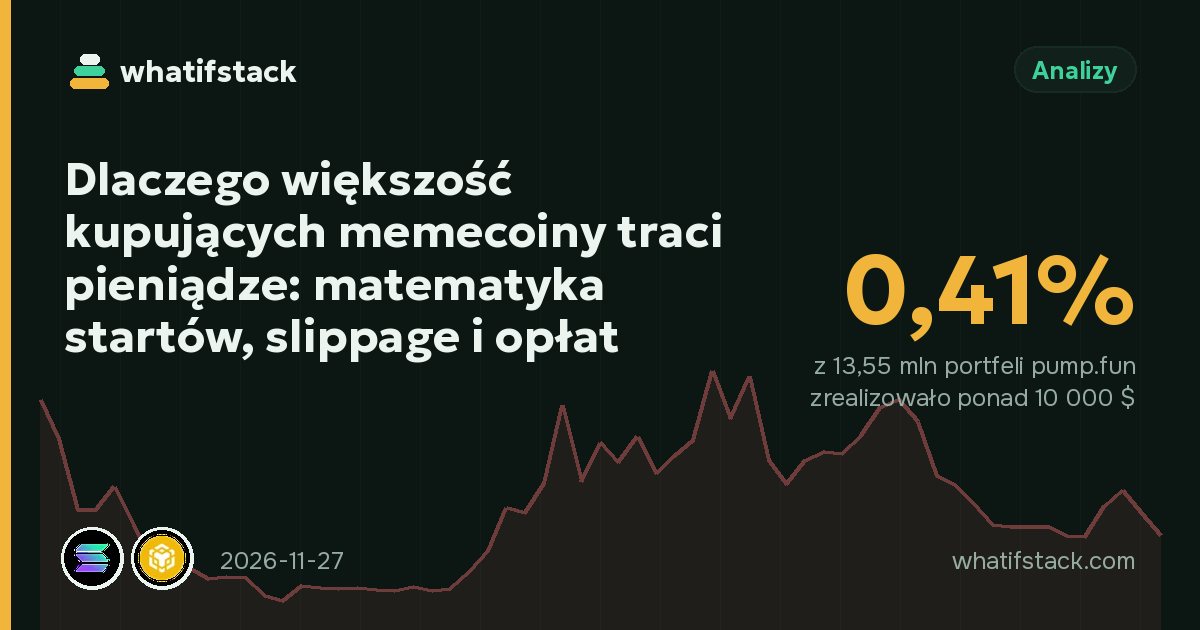 whatifstack
Analizy
Dlaczego większość
kupujących memecoiny traci
pieniądze: matematyka
startów, slippage i opłat
0,41%
z 13,55 mln portfeli pump.fun
zrealizowało ponad 10 000 $
2026-11-27
whatifstack.com